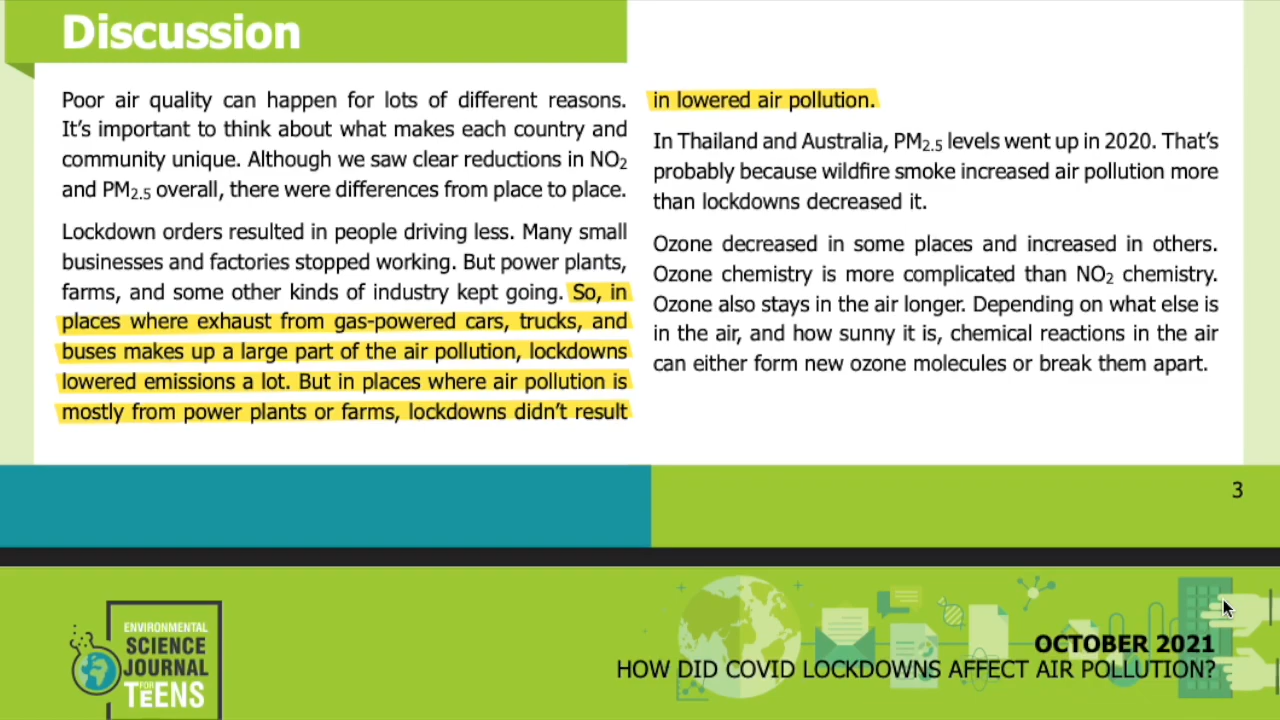 Discussion
Poor air quality can happen for lots of different reasons.
It's important to think about what makes each country and
community unique. Although we saw clear reductions in NO₂
and PM₂.₅ overall, there were differences from place to place.
Lockdown orders resulted in people driving less. Many small
businesses and factories stopped working. But power plants,
farms, and some other kinds of industry kept going. So, in
places where exhaust from gas-powered cars, trucks, and
buses makes up a large part of the air pollution, lockdowns
lowered emissions a lot. But in places where air pollution is
mostly from power plants or farms, lockdowns didn't result
in lowered air pollution.
In Thailand and Australia, PM₂.₅ levels went up in 2020. That's
probably because wildfire smoke increased air pollution more
than lockdowns decreased it.
Ozone decreased in some places and increased in others.
Ozone chemistry is more complicated than NO₂ chemistry.
Ozone also stays in the air longer. Depending on what else is
in the air, and how sunny it is, chemical reactions in the air
can either form new ozone molecules or break them apart.
3
ENVIRONMENTAL
SCIENCE
JOURNAL
FOR
TEENS
OCTOBER 2021
HOW DID COVID LOCKDOWNS AFFECT AIR POLLUTION?